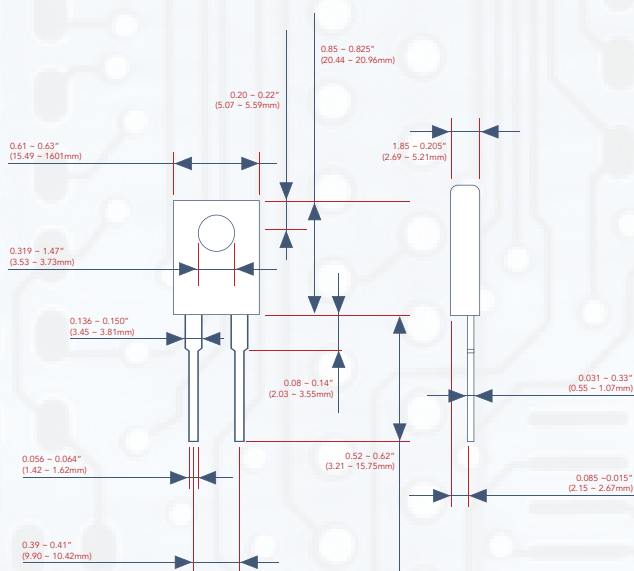 0.85 ~ 0.825"
(20.44 ~ 20.96mm)
0.20 ~ 0.22"
(5.07 ~ 5.59mm)
0.61 ~ 0.63"
(15.49 ~ 1601mm)
1.85 ~ 0.205"
(2.69 ~ 5.21mm)
0.319 ~ 1.47"
(3.53 ~ 3.73mm)
0.136 ~ 0.150"
(3.45 ~ 3.81mm)
0.08 ~ 0.14"
(2.03 ~ 3.55mm)
0.031 ~ 0.33"
(0.55 ~ 1.07mm)
0.056 ~ 0.064"
(1.42 ~ 1.62mm)
0.52 ~ 0.62"
(3.21 ~ 15.75mm)
0.085 ~0.015"
(2.15 ~ 2.67mm)
0.39 ~ 0.41"
(9.90 ~ 10.42mm)